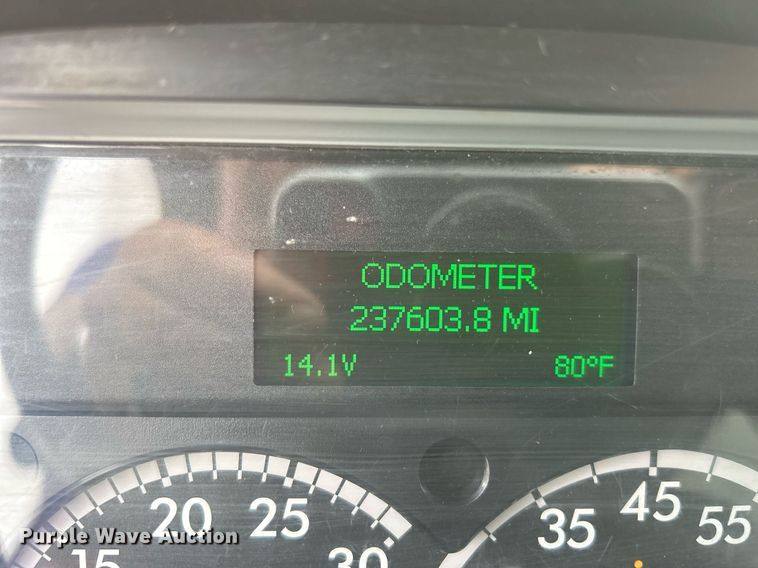 ODOMETER
237603.8 MI
14.1V 80°F
20 25 35 45 55
15 30
Purple Wave Auction